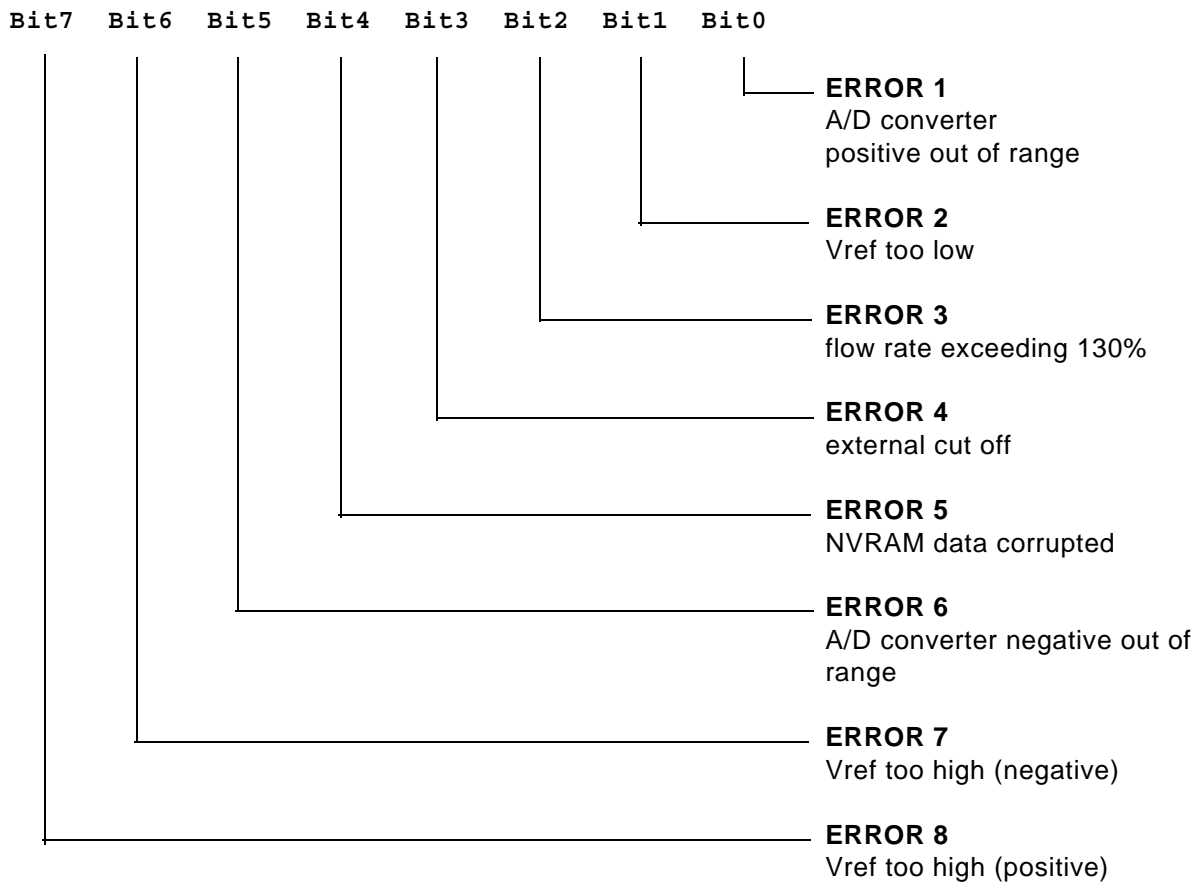 Bit7 Bit6 Bit5 Bit4 Bit3 Bit2 Bit1 Bit0
ERROR 1
A/D converter
positive out of range
ERROR 2
Vref too low
ERROR 3
flow rate exceeding 130%
ERROR 4
external cut off
ERROR 5
NVRAM data corrupted
ERROR 6
A/D converter negative out of
range
ERROR 7
Vref too high (negative)
ERROR 8
Vref too high (positive)